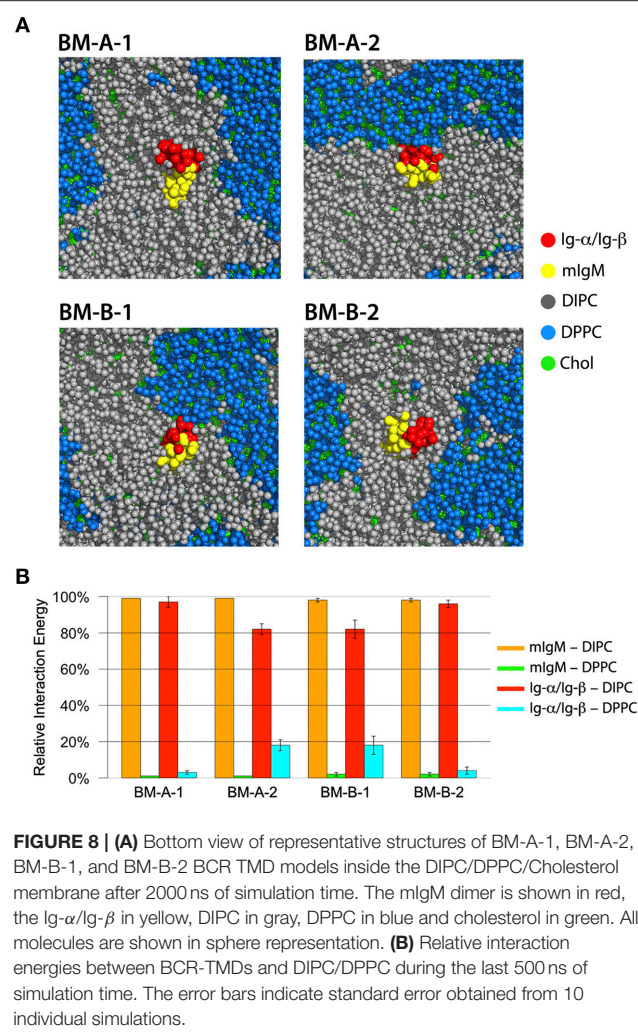 A
BM-A-1
BM-A-2
BM-B-1
BM-B-2
Ig-α/Ig-β
mIgM
DIPC
DPPC
Chol
B
Relative Interaction Energy
100%
80%
60%
40%
20%
0%
BM-A-1
BM-A-2
BM-B-1
BM-B-2
mIgM – DIPC
mIgM – DPPC
Ig-α/Ig-β – DIPC
Ig-α/Ig-β – DPPC
FIGURE 8 | (A) Bottom view of representative structures of BM-A-1, BM-A-2,
BM-B-1, and BM-B-2 BCR TMD models inside the DIPC/DPPC/Cholesterol
membrane after 2000 ns of simulation time. The mIgM dimer is shown in red,
the Ig-α/Ig-β in yellow, DIPC in gray, DPPC in blue and cholesterol in green. All
molecules are shown in sphere representation. (B) Relative interaction
energies between BCR-TMDs and DIPC/DPPC during the last 500 ns of
simulation time. The error bars indicate standard error obtained from 10
individual simulations.